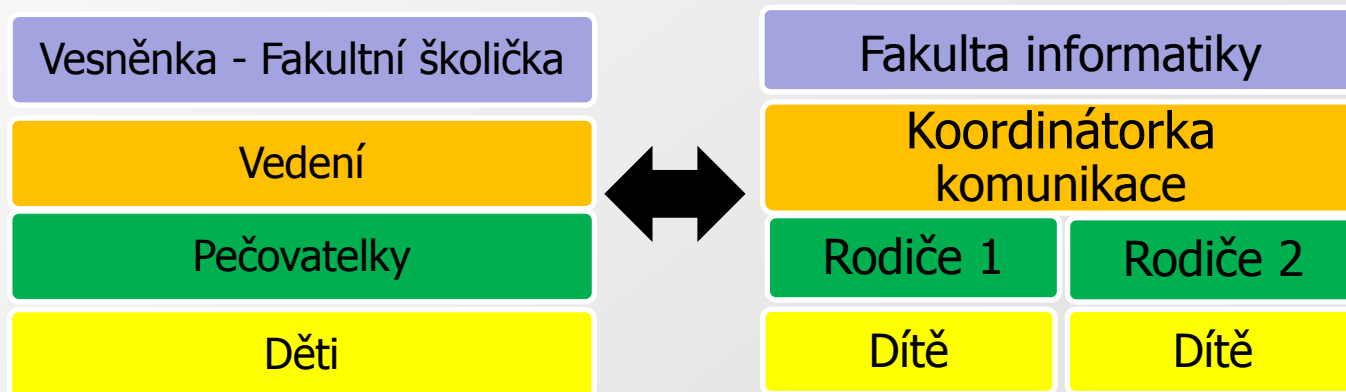 Vesněnka - Fakultní školička
Vedení
Pečovatelky
Děti
Fakulta informatiky
Koordinátorka
komunikace
Rodiče 1
Rodiče 2
Dítě
Dítě